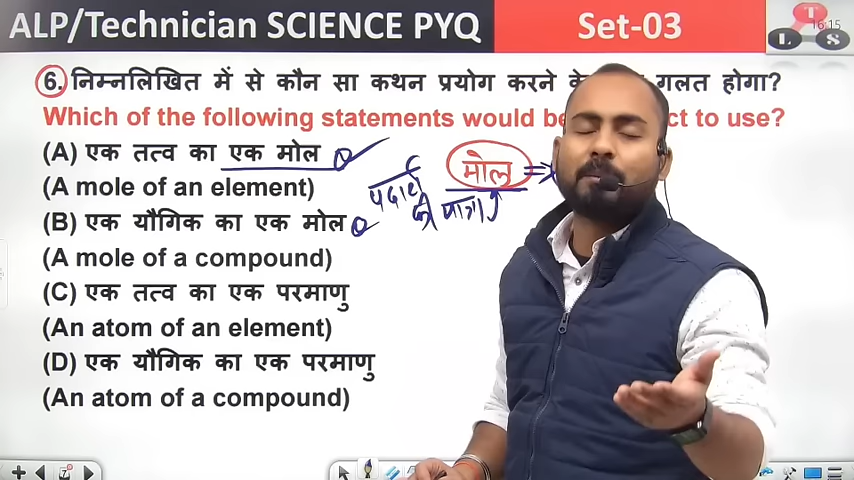 ALP/Technician SCIENCE PYQ
Set-03
T
16:15
L S
6. निम्नलिखित में से कौन सा कथन प्रयोग करने के गलत होगा?
Which of the following statements would be ct to use?
(A) एक तत्व का एक मोल
(A mole of an element)
मोल
पदार्थ की मात्रा
(B) एक यौगिक का एक मोल
(A mole of a compound)
(C) एक तत्व का एक परमाणु
(An atom of an element)
(D) एक यौगिक का एक परमाणु
(An atom of a compound)